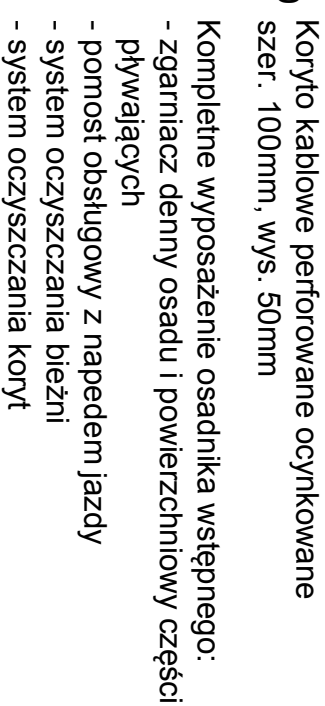 Koryto kablowe perforowane ocynkowane
szer. 100mm, wys. 50mm
Kompletne wyposażenie osadnika wstępnego:
- zgarniacz denny osadu i powierzchniowy części
pływających
- pomost obsługowy z napedem jazdy
- system oczyszczania bieżni
- system oczyszczania koryt